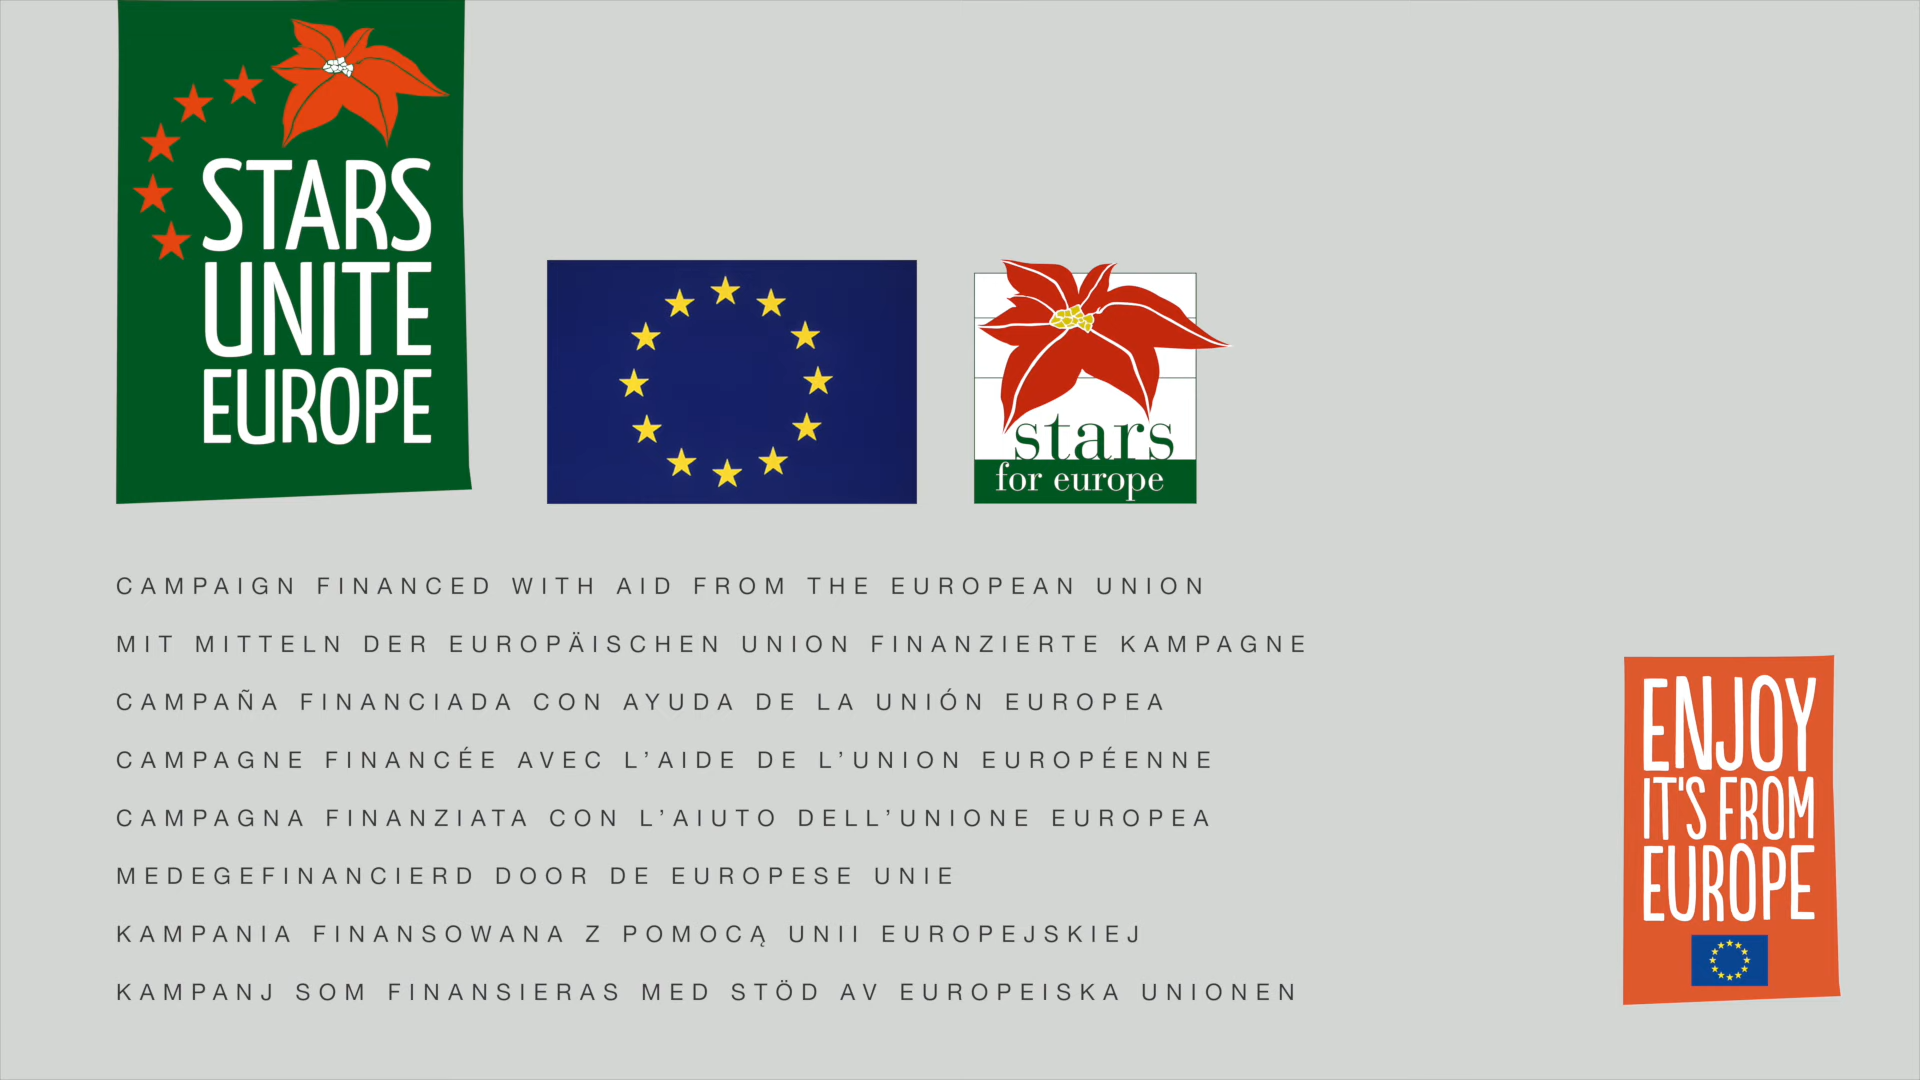 STARS
UNITE
EUROPE
stars
for europe
CAMPAIGN FINANCED WITH AID FROM THE EUROPEAN UNION
MIT MITTELN DER EUROPÄISCHEN UNION FINANZIERTE KAMPAGNE
CAMPAÑA FINANCIADA CON AYUDA DE LA UNIÓN EUROPEA
CAMPAGNE FINANCÉE AVEC L’AIDE DE L’UNION EUROPÉENNE
CAMPAGNA FINANZIATA CON L’AIUTO DELL’UNIONE EUROPEA
MEDEGEFINANCIERD DOOR DE EUROPESE UNIE
KAMPANIA FINANSOWANA Z POMOCĄ UNII EUROPEJSKIEJ
KAMPANJ SOM FINANSIERAS MED STÖD AV EUROPEISKA UNIONEN
ENJOY
IT'S FROM
EUROPE